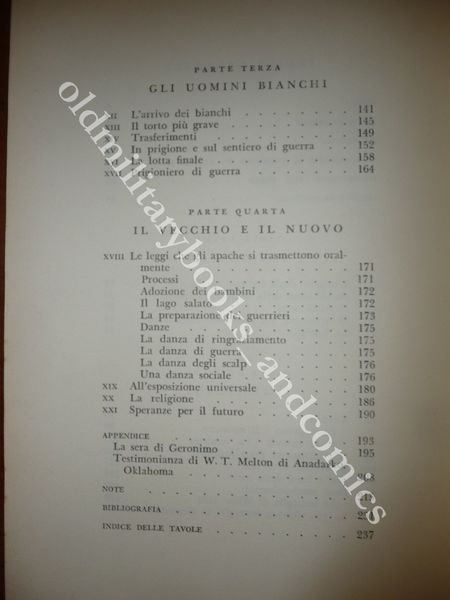 PARTE TERZA
GLI UOMINI BIANCHI
L'arrivo dei bianchi 141
XIII Il torto più grave 145
Trasferimenti 149
XV In prigione e sul sentiero di guerra 152
La lotta finale 158
XVII Prigioniero di guerra 164
PARTE QUARTA
IL VECCHIO E IL NUOVO
XVIII Le leggi che gli apache si trasmettono oral-
mente 171
Processi 171
Adozione dei bambini 172
Il lago salato 172
La preparazione dei guerrieri 173
Danze 175
La danza di ringraziamento 175
La danza di guerra 175
La danza degli scalp 176
Una danza sociale 176
XIX All'esposizione universale 180
XX La religione 186
XXI Speranze per il futuro 190
APPENDICE 193
La sera di Geronimo 195
Testimonianza di W. T. Melton di
Oklahoma
NOTE
BIBLIOGRAFIA
INDICE DELLE TAVOLE 237
oldmilitarybooks_andcomics